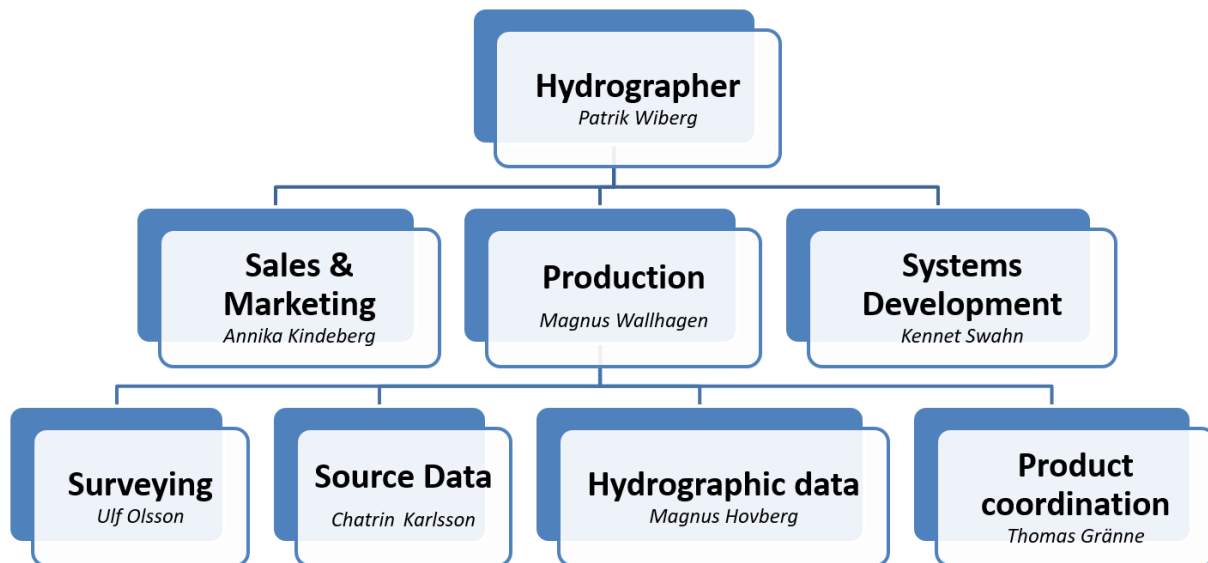 Hydrographer
Patrik Wiberg
Sales &
Marketing
Annika Kindeberg
Production
Magnus Wallhagen
Systems
Development
Kennet Swahn
Surveying
Ulf Olsson
Source Data
Chatrin Karlsson
Hydrographic data
Magnus Hovberg
Product
coordination
Thomas Gränne